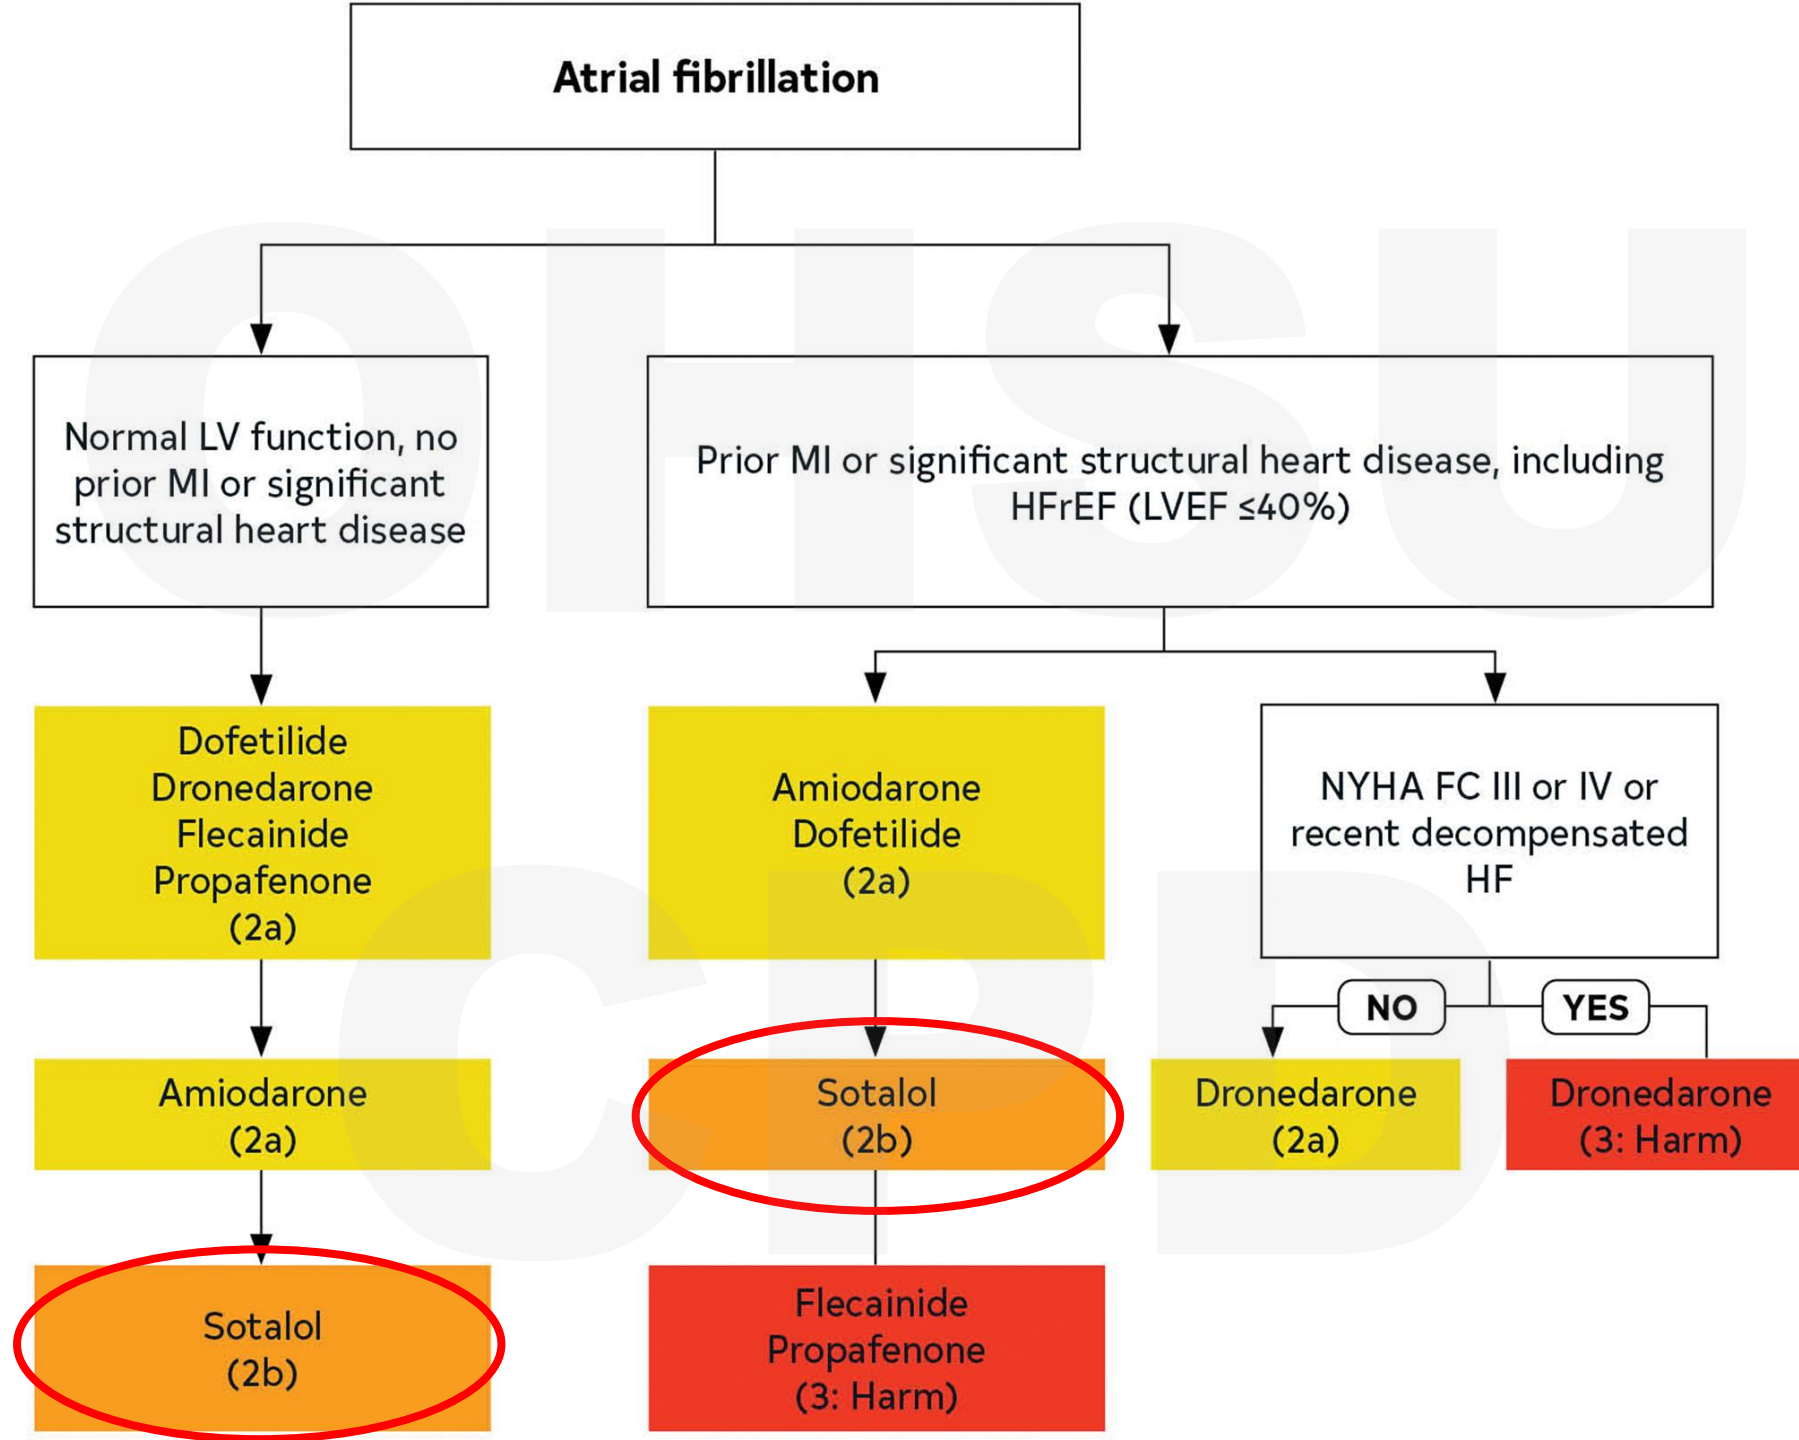 Atrial fibrillation
Normal LV function, no
prior MI or significant
structural heart disease
Prior MI or significant structural heart disease, including
HFrEF (LVEF ≤40%)
Dofetilide
Dronedarone
Flecainide
Propafenone
(2a)
Amiodarone
Dofetilide
(2a)
NYHA FC III or IV or
recent decompensated
HF
NO
YES
Amiodarone
(2a)
Sotalol
(2b)
Dronedarone
(2a)
Dronedarone
(3: Harm)
Sotalol
(2b)
Flecainide
Propafenone
(3: Harm)
OHSU
CPD